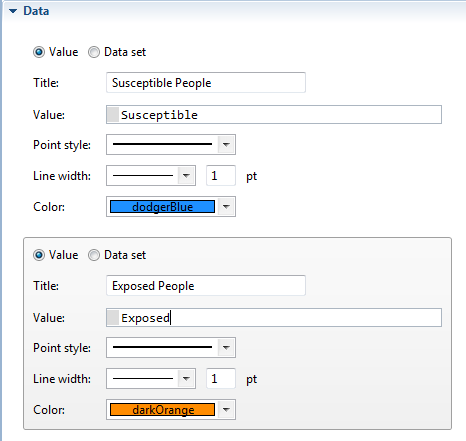 Data
Value Data set
Title: Susceptible People
Value: Susceptible
Point style:
Line width: 1 pt
Color: dodgerBlue
Value Data set
Title: Exposed People
Value: Exposed
Point style:
Line width: 1 pt
Color: darkOrange